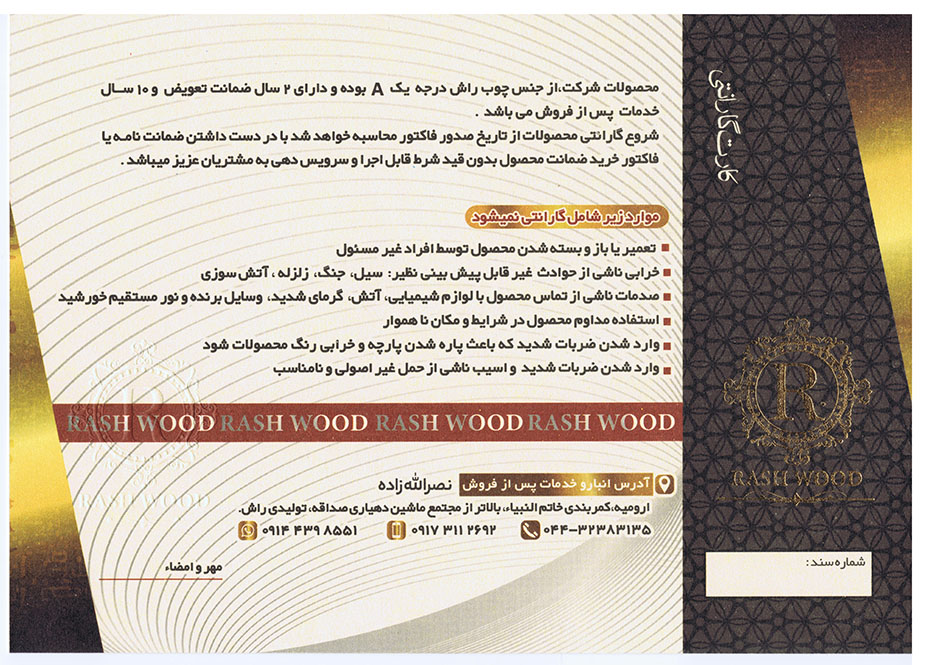 کارت گارانتی
محصولات شرکت،از جنس چوب راش درجه یک A بوده و دارای ۲ سال ضمانت تعویض و ۱۰ سال
خدمات پس از فروش می باشد .
شروع گارانتی محصولات از تاریخ صدور فاکتور محاسبه خواهد شد با در دست داشتن ضمانت نامه یا
فاکتور خرید ضمانت محصول بدون قید شرط قابل اجرا و سرویس دهی به مشتریان عزیز میباشد .
موارد زیر شامل گارانتی نمیشود
تعمیر یا باز و بسته شدن محصول توسط افراد غیر مسئول
خرابی ناشی از حوادث غیر قابل پیش بینی نظیر: سیل، جنگ، زلزله ، آتش سوزی
صدمات ناشی از تماس محصول با لوازم شیمیایی، آتش، گرمای شدید، وسایل برنده و نور مستقیم خورشید
استفاده مداوم محصول در شرایط و مکان نا هموار
وارد شدن ضربات شدید که باعث پاره شدن پارچه و خرابی رنگ محصولات شود
وارد شدن ضربات شدید و اسیب ناشی از حمل غیر اصولی و نامناسب
RASH WOOD RASH WOOD RASH WOOD RASH WOOD
آدرس انبار و خدمات پس از فروش نصرالله زاده
ارومیه،کمربندی خاتم النبیاء، بالاتر از مجتمع ماشین دهیاری صداقه، تولیدی راش.
۰۴۴-۳۲۳۸۳۱۳۵ ۰۹۱۷ ۳۱۱ ۲۶۹۲ ۰۹۱۴ ۴۳۹ ۸۵۵۱
مهر و امضاء
R
RASH WOOD
R
RASH WOOD
شماره سند: